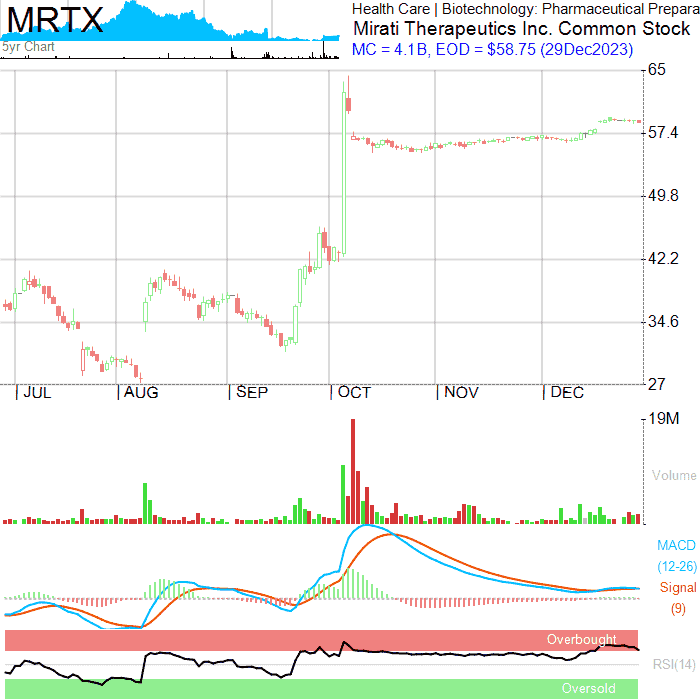 MRTX
5yr Chart
Health Care | Biotechnology: Pharmaceutical Prepara
Mirati Therapeutics Inc. Common Stock
MC = 4.1B, EOD = $58.75 (29Dec2023)
65
57.4
49.8
42.2
34.6
27
JUL AUG SEP OCT NOV DEC
19M
Volume
MACD
(12-26)
Signal
(9)
Overbought
RSI(14)
Oversold